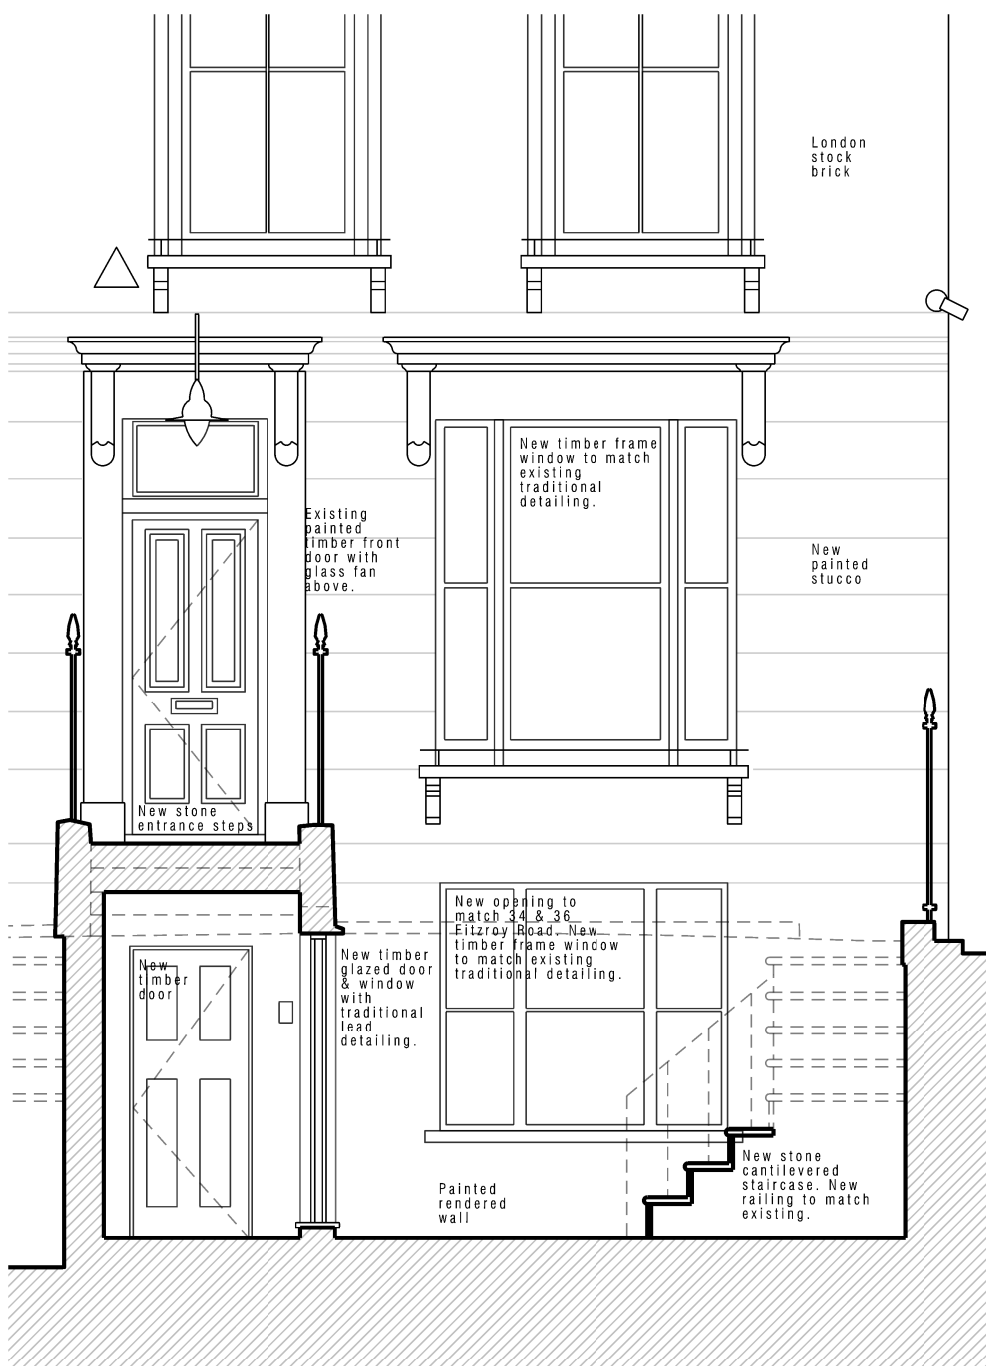 London
stock
brick
New timber frame
window to match
existing
traditional
detailing.
Existing
painted
timber front
door with
glass fan
above.
New
painted
stucco
New stone
entrance steps
New opening to
match 34 & 36
Fitzroy Road. New
timber frame window
to match existing
traditional detailing.
New
timber
door
New timber
glazed door
& window
with
traditional
lead
detailing.
New stone
cantilevered
staircase. New
railing to match
existing.
Painted
rendered
wall